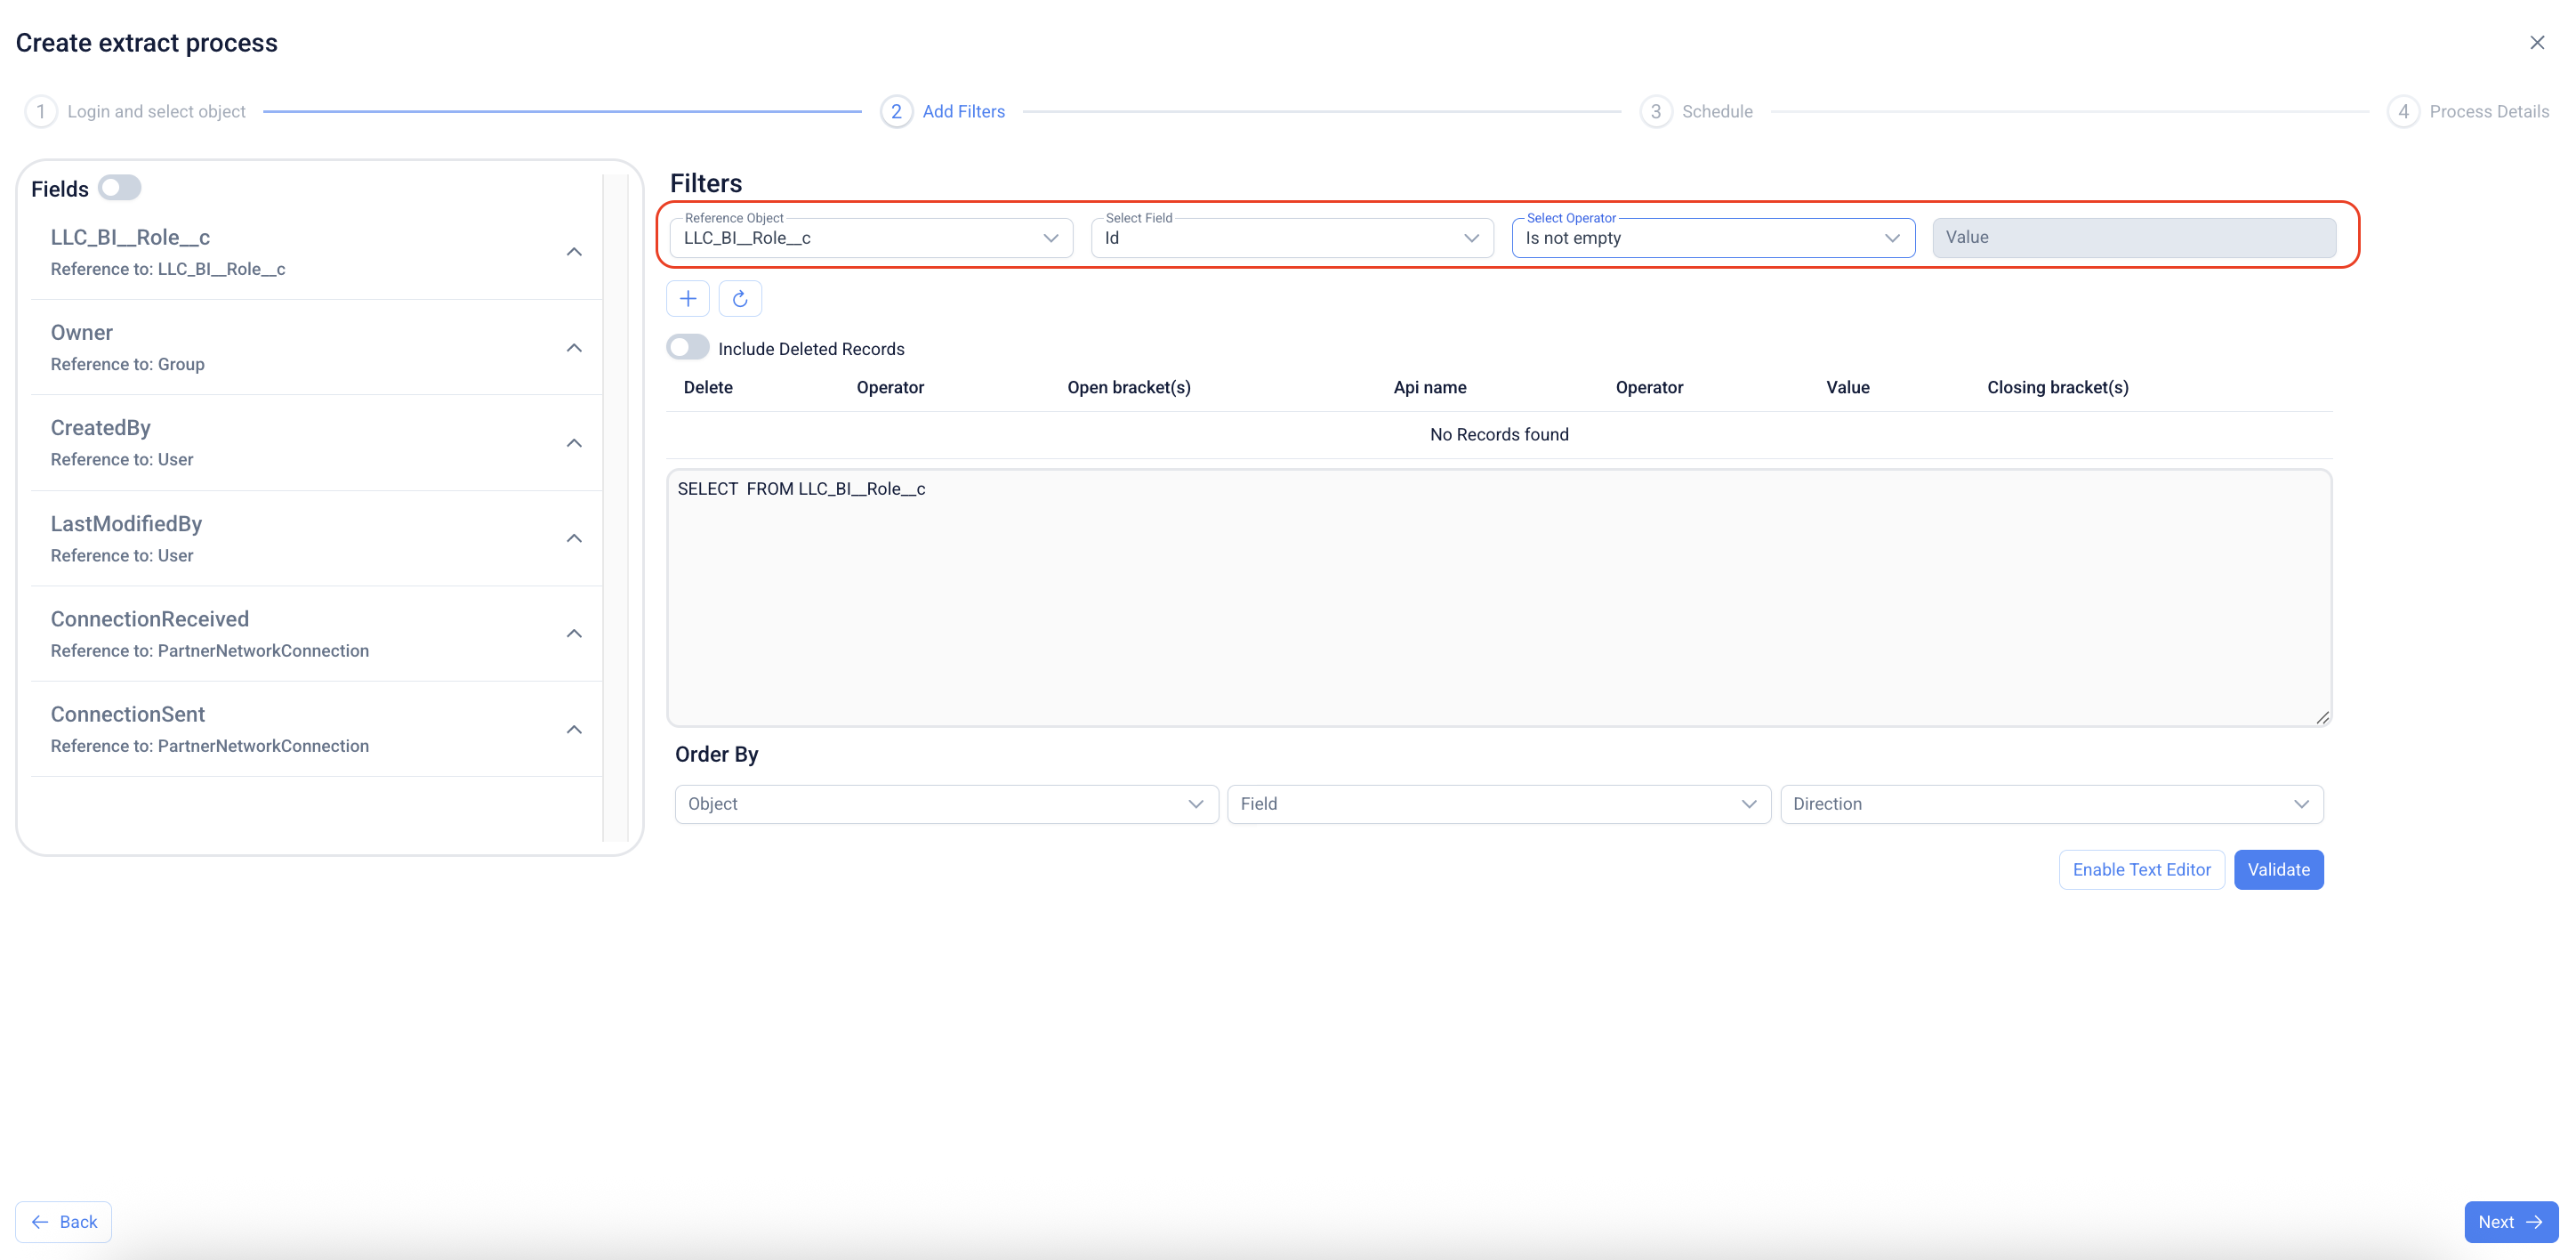 Create extract process
1 Login and select object
2 Add Filters
3 Schedule
4 Process Details
Fields
LLC_BI__Role__c
Reference to: LLC_BI__Role__c
Owner
Reference to: Group
CreatedBy
Reference to: User
LastModifiedBy
Reference to: User
ConnectionReceived
Reference to: PartnerNetworkConnection
ConnectionSent
Reference to: PartnerNetworkConnection
Filters
Reference Object
LLC_BI__Role__c
Select Field
Id
Select Operator
Is not empty
Value
Include Deleted Records
Delete Operator Open bracket(s) Api name Operator Value Closing bracket(s)
No Records found
SELECT  FROM LLC_BI__Role__c
Order By
Object
Field
Direction
Enable Text Editor
Validate
Back
Next